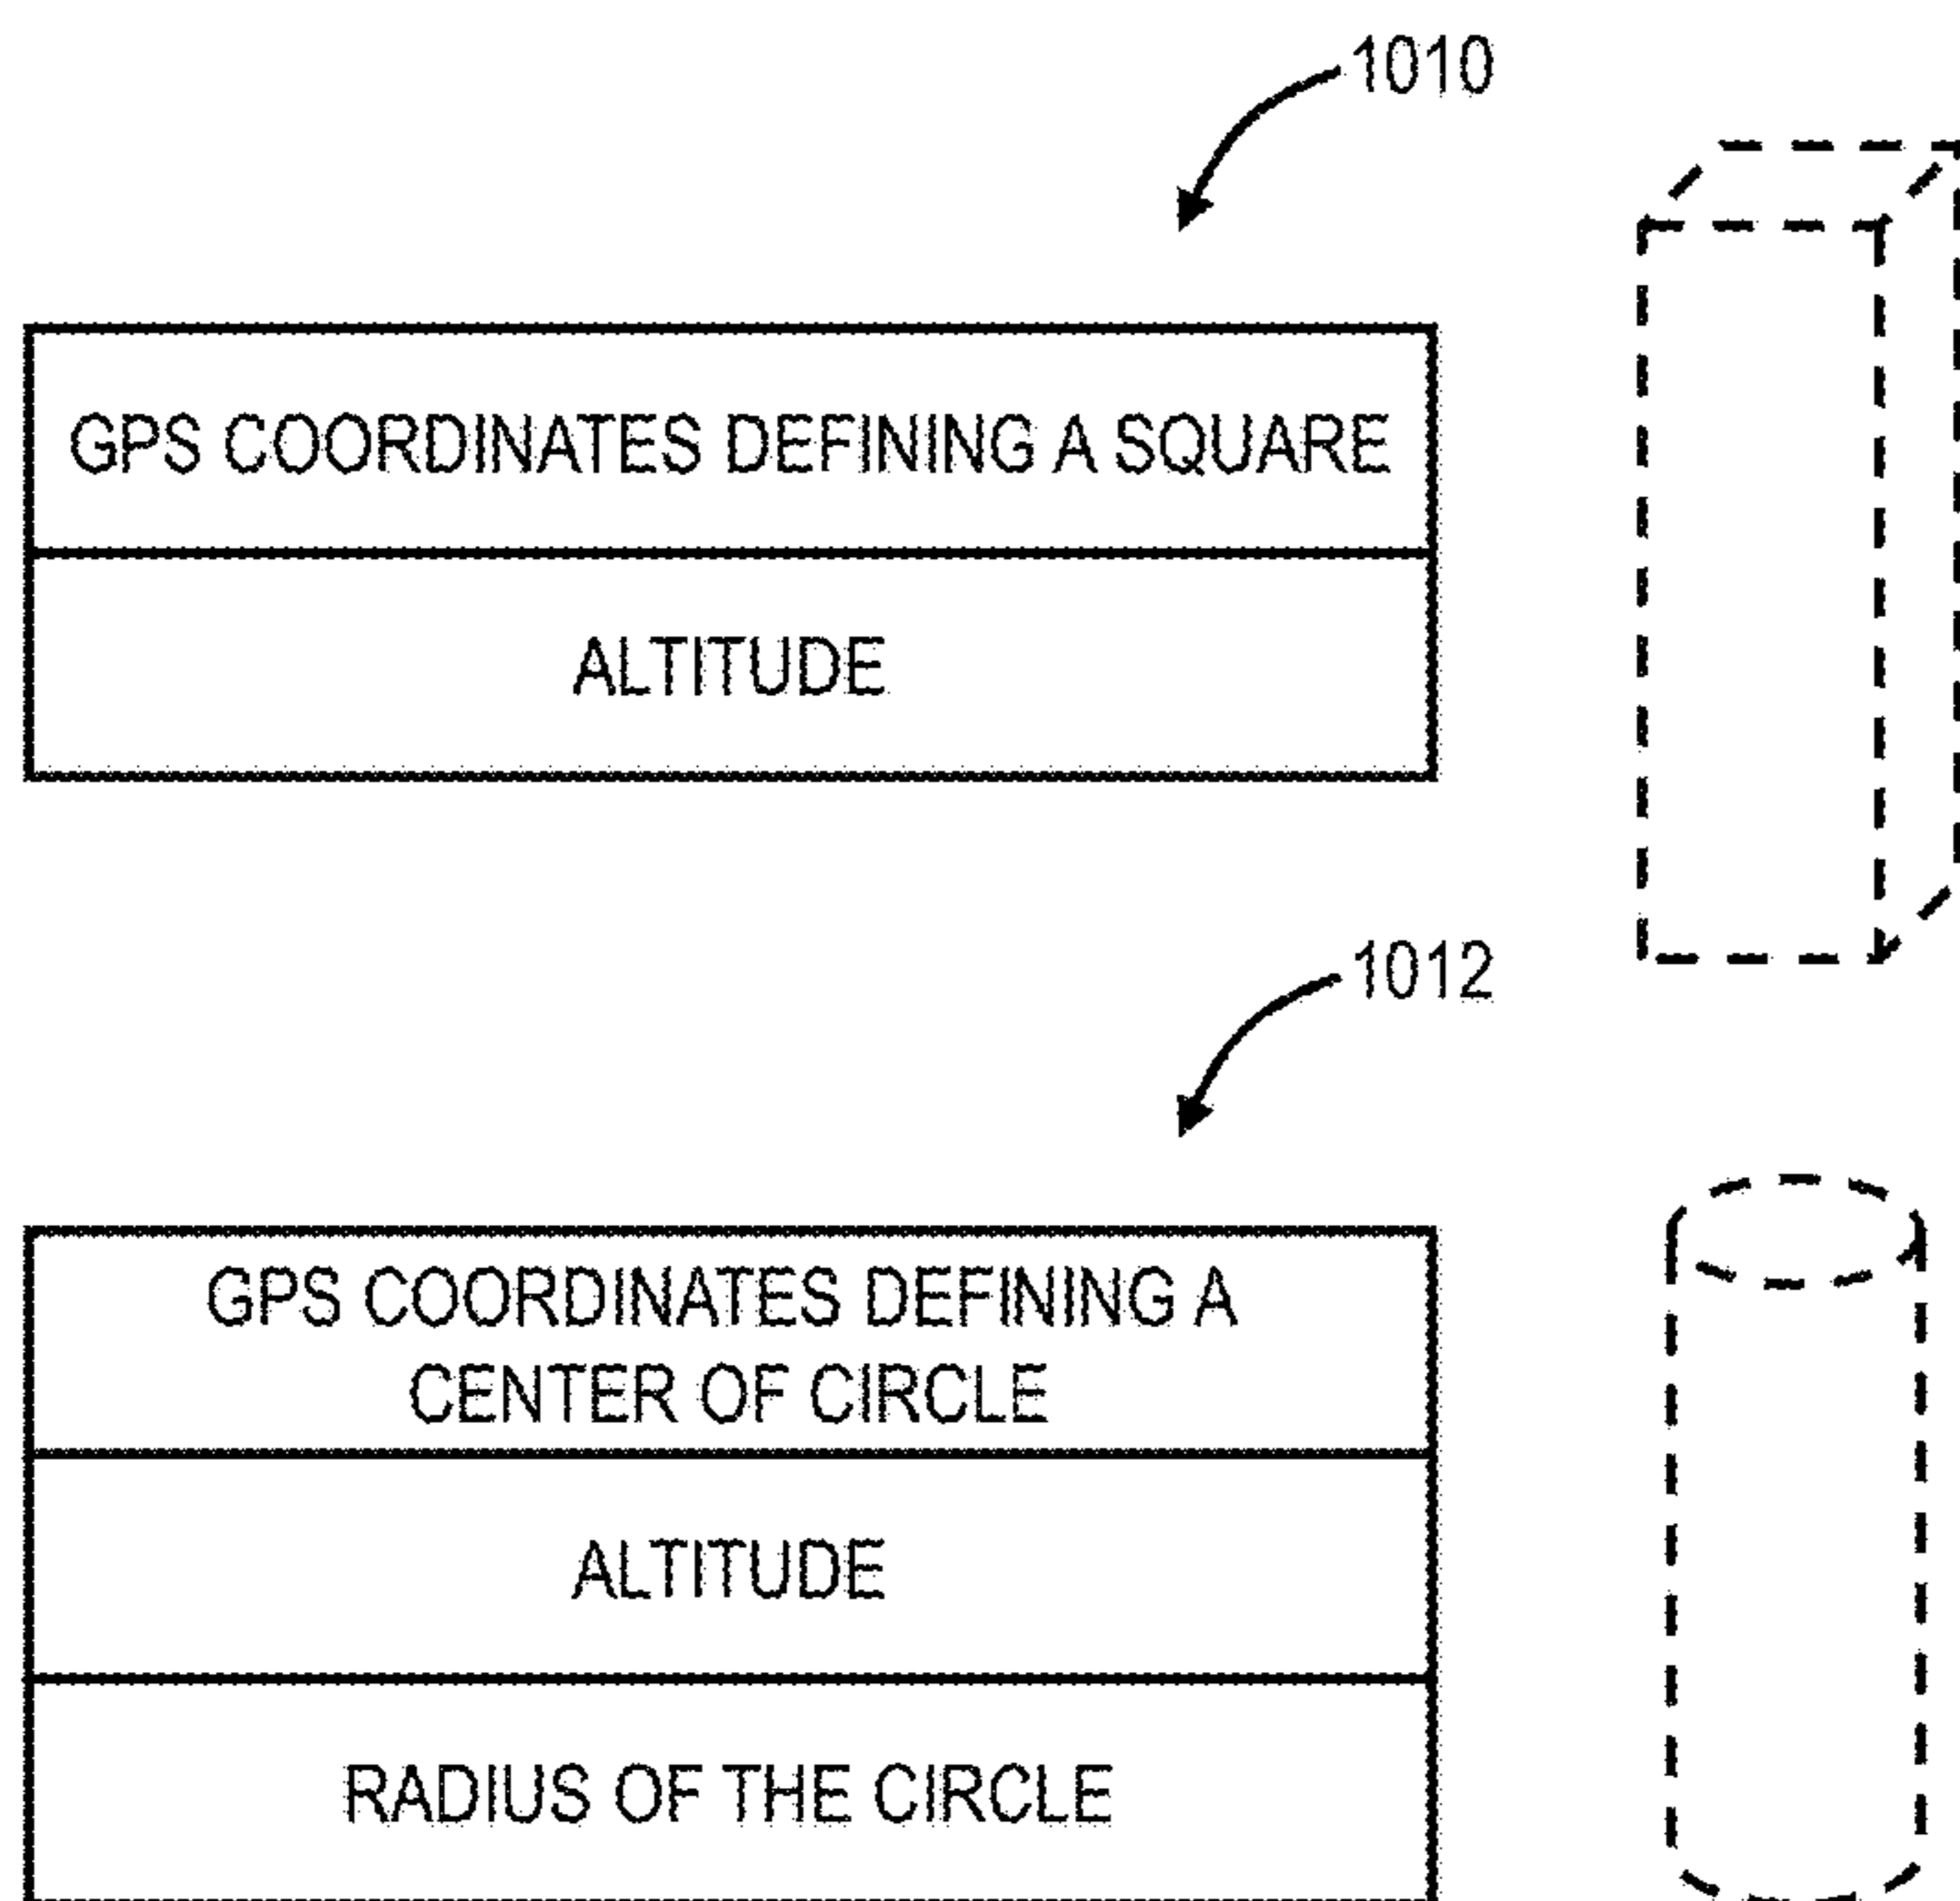 1010
GPS COORDINATES DEFINING A SQUARE
ALTITUDE
1012
GPS COORDINATES DEFINING A
CENTER OF CIRCLE
ALTITUDE
RADIUS OF THE CIRCLE